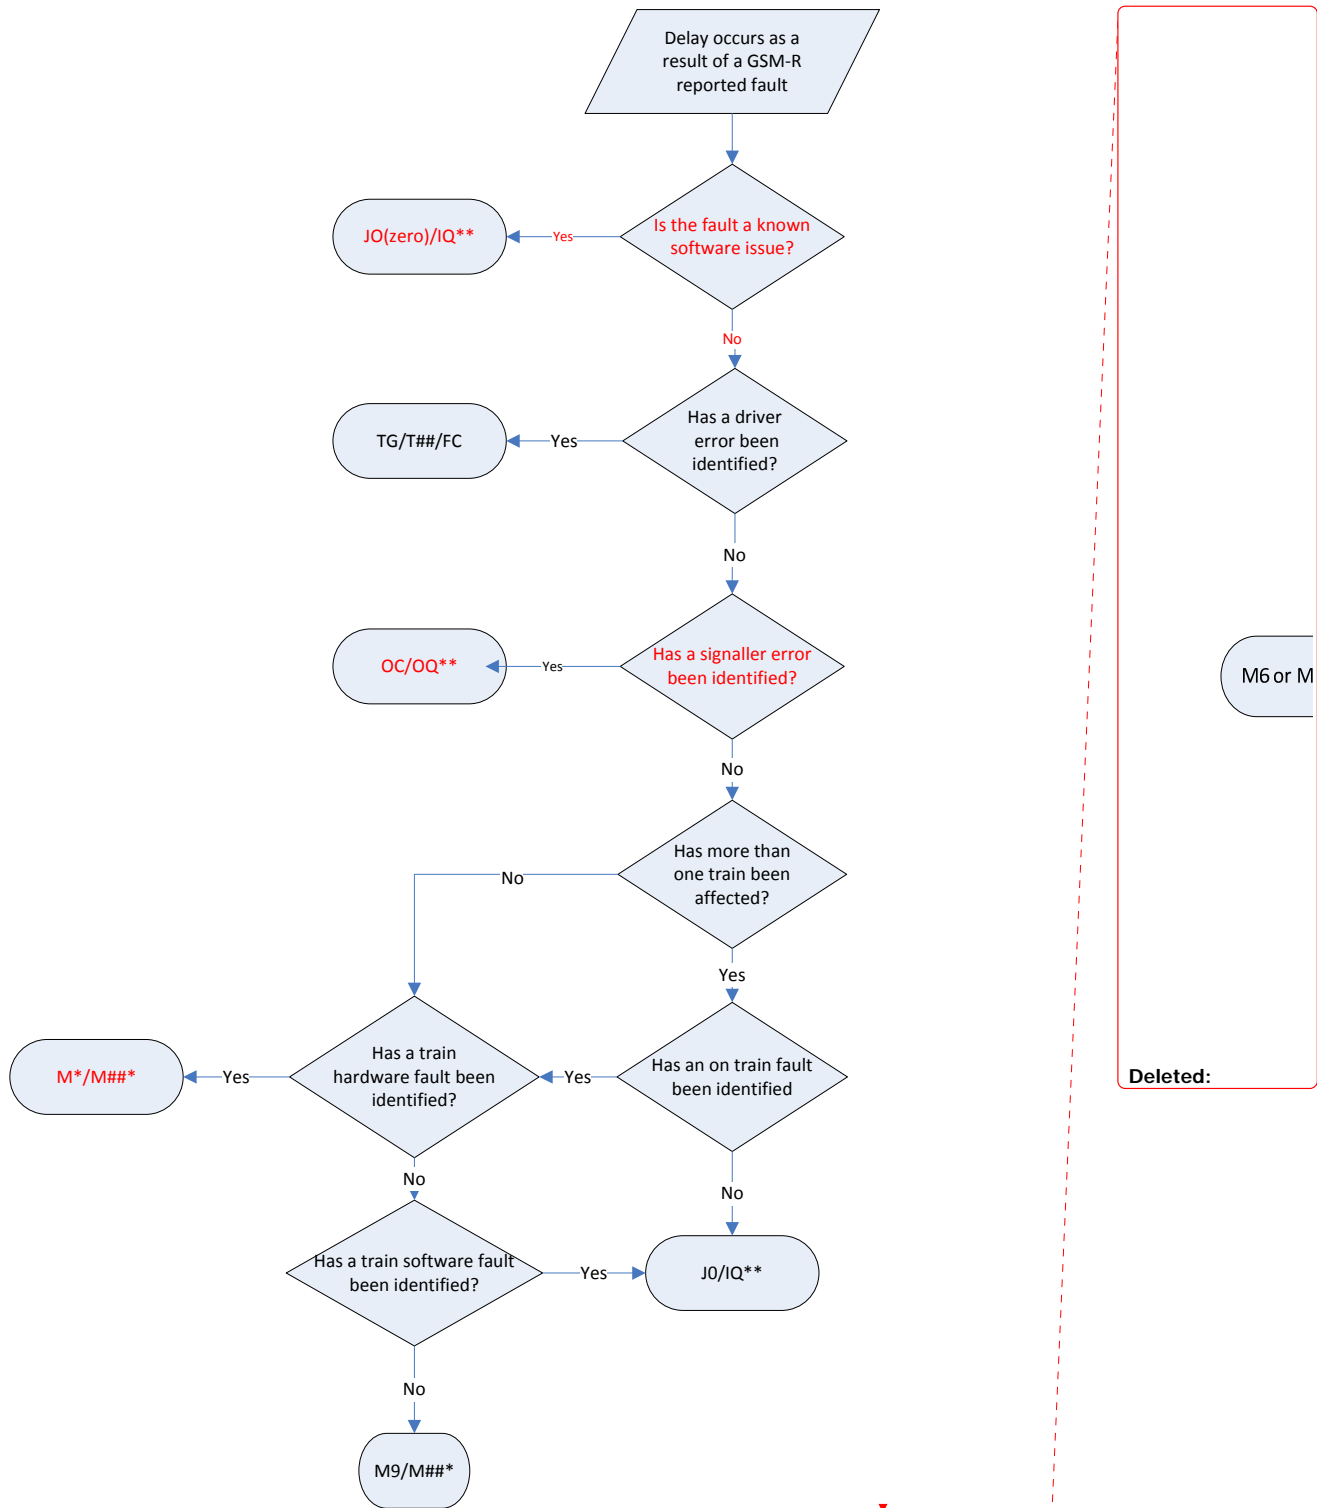 Delay occurs as a
result of a GSM-R
reported fault
Is the fault a known
software issue?
Yes
JO(zero)/IQ**
No
Has a driver
error been
identified?
Yes
TG/T##/FC
No
Has a signaller error
been identified?
Yes
OC/OQ**
No
Has more than
one train been
affected?
No
Yes
Has an on train fault
been identified
Yes
Has a train
hardware fault been
identified?
Yes
M*/M##*
No
No
Has a train software fault
been identified?
Yes
J0/IQ**
No
M9/M##*
M6 or M
Deleted: